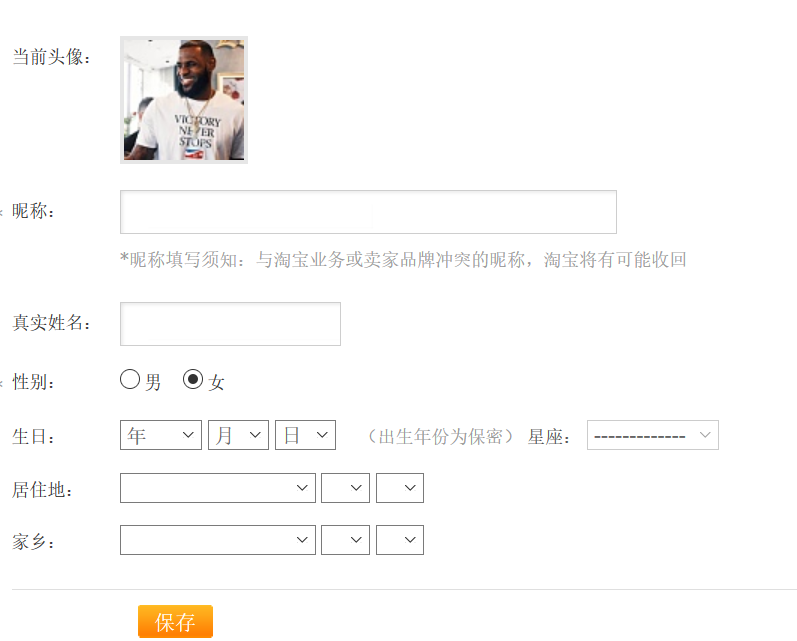 当前头像：
VICTORY
NEVER
STOPS
* 昵称：
*昵称填写须知：与淘宝业务或卖家品牌冲突的昵称，淘宝将有可能收回
真实姓名：
* 性别： 男 女
生日： 年 月 日 （出生年份为保密） 星座： -------------
居住地：
家乡：
保存